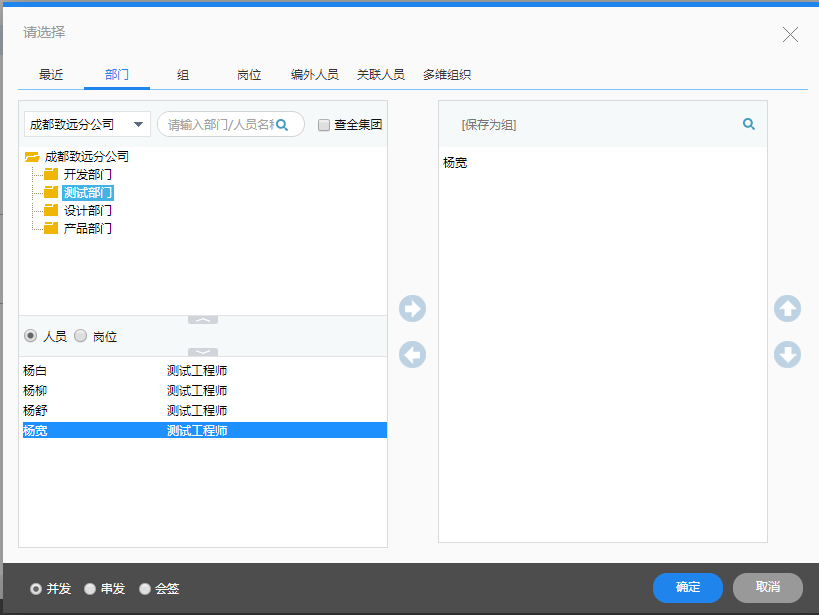 请选择
最近 部门 组 岗位 编外人员 关联人员 多维组织
成都致远分公司 请输入部门/人员名称 查全集团
成都致远分公司
开发部门
测试部门
设计部门
产品部门
人员 岗位
杨白 测试工程师
杨柳 测试工程师
杨舒 测试工程师
杨宽 测试工程师
[保存为组]
杨宽
并发 串发 会签
确定 取消